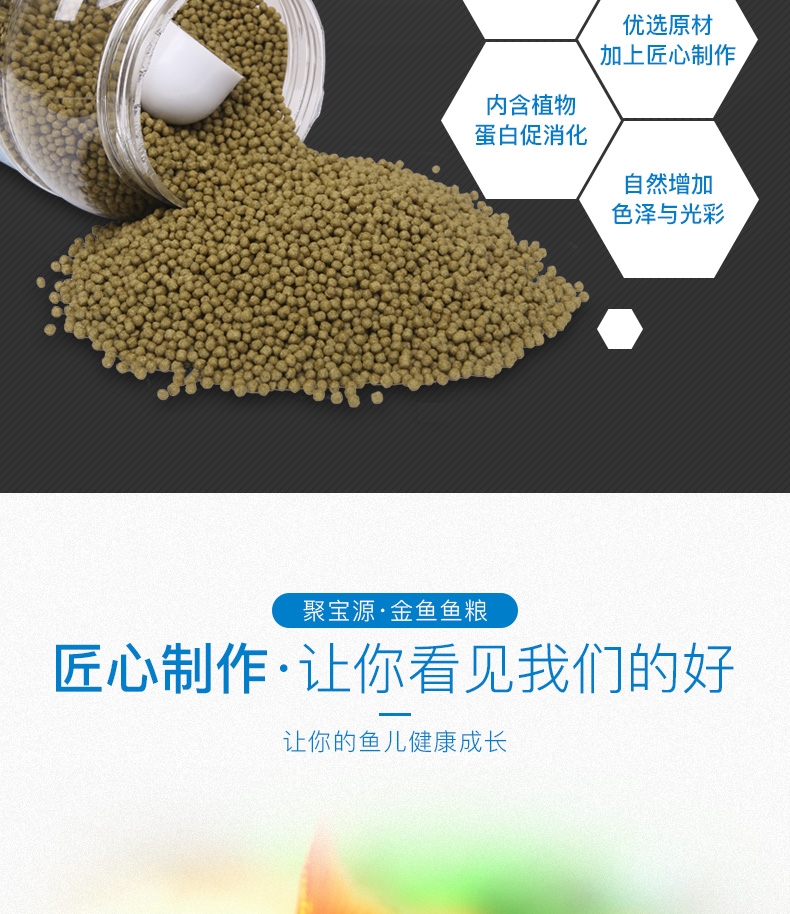 优选原材
加上匠心制作
内含植物
蛋白促消化
自然增加
色泽与光彩
聚宝源·金鱼鱼粮
匠心制作·让你看见我们的好
让你的鱼儿健康成长